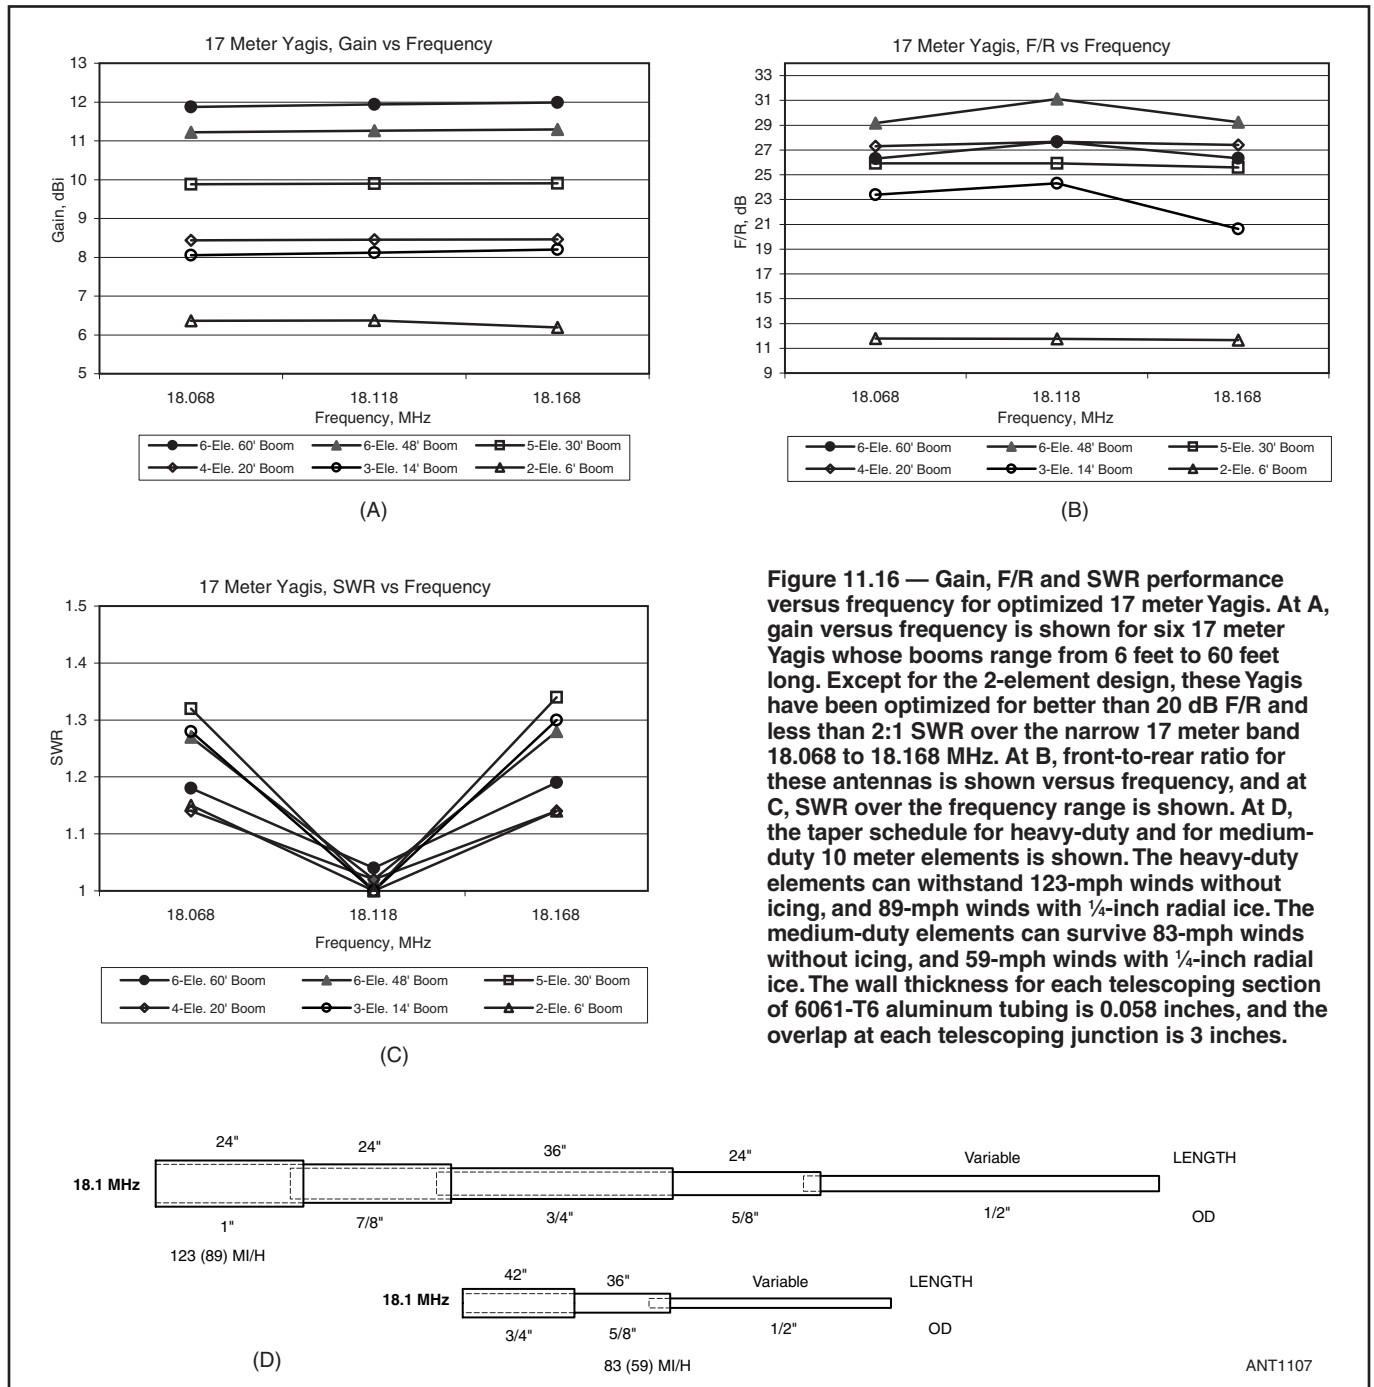 17 Meter Yagis, Gain vs Frequency
13
12
11
10
9
8
7
6
5
Gain, dBi
18.068 18.118 18.168
Frequency, MHz
6-Ele. 60' Boom 6-Ele. 48' Boom 5-Ele. 30' Boom
4-Ele. 20' Boom 3-Ele. 14' Boom 2-Ele. 6' Boom
(A)
17 Meter Yagis, F/R vs Frequency
33
31
29
27
25
23
21
19
17
15
13
11
9
F/R, dB
18.068 18.118 18.168
Frequency, MHz
6-Ele. 60' Boom 6-Ele. 48' Boom 5-Ele. 30' Boom
4-Ele. 20' Boom 3-Ele. 14' Boom 2-Ele. 6' Boom
(B)
17 Meter Yagis, SWR vs Frequency
1.5
1.4
1.3
1.2
1.1
1
SWR
18.068 18.118 18.168
Frequency, MHz
6-Ele. 60' Boom 6-Ele. 48' Boom 5-Ele. 30' Boom
4-Ele. 20' Boom 3-Ele. 14' Boom 2-Ele. 6' Boom
(C)
Figure 11.16 — Gain, F/R and SWR performance
versus frequency for optimized 17 meter Yagis. At A,
gain versus frequency is shown for six 17 meter
Yagis whose booms range from 6 feet to 60 feet
long. Except for the 2-element design, these Yagis
have been optimized for better than 20 dB F/R and
less than 2:1 SWR over the narrow 17 meter band
18.068 to 18.168 MHz. At B, front-to-rear ratio for
these antennas is shown versus frequency, and at
C, SWR over the frequency range is shown. At D,
the taper schedule for heavy-duty and for medium-
duty 10 meter elements is shown. The heavy-duty
elements can withstand 123-mph winds without
icing, and 89-mph winds with ¼-inch radial ice. The
medium-duty elements can survive 83-mph winds
without icing, and 59-mph winds with ¼-inch radial
ice. The wall thickness for each telescoping section
of 6061-T6 aluminum tubing is 0.058 inches, and the
overlap at each telescoping junction is 3 inches.
24" 24" 36" 24" Variable LENGTH
18.1 MHz
1" 7/8" 3/4" 5/8" 1/2" OD
123 (89) MI/H
42" 36" Variable LENGTH
18.1 MHz
3/4" 5/8" 1/2" OD
83 (59) MI/H
(D)
ANT1107